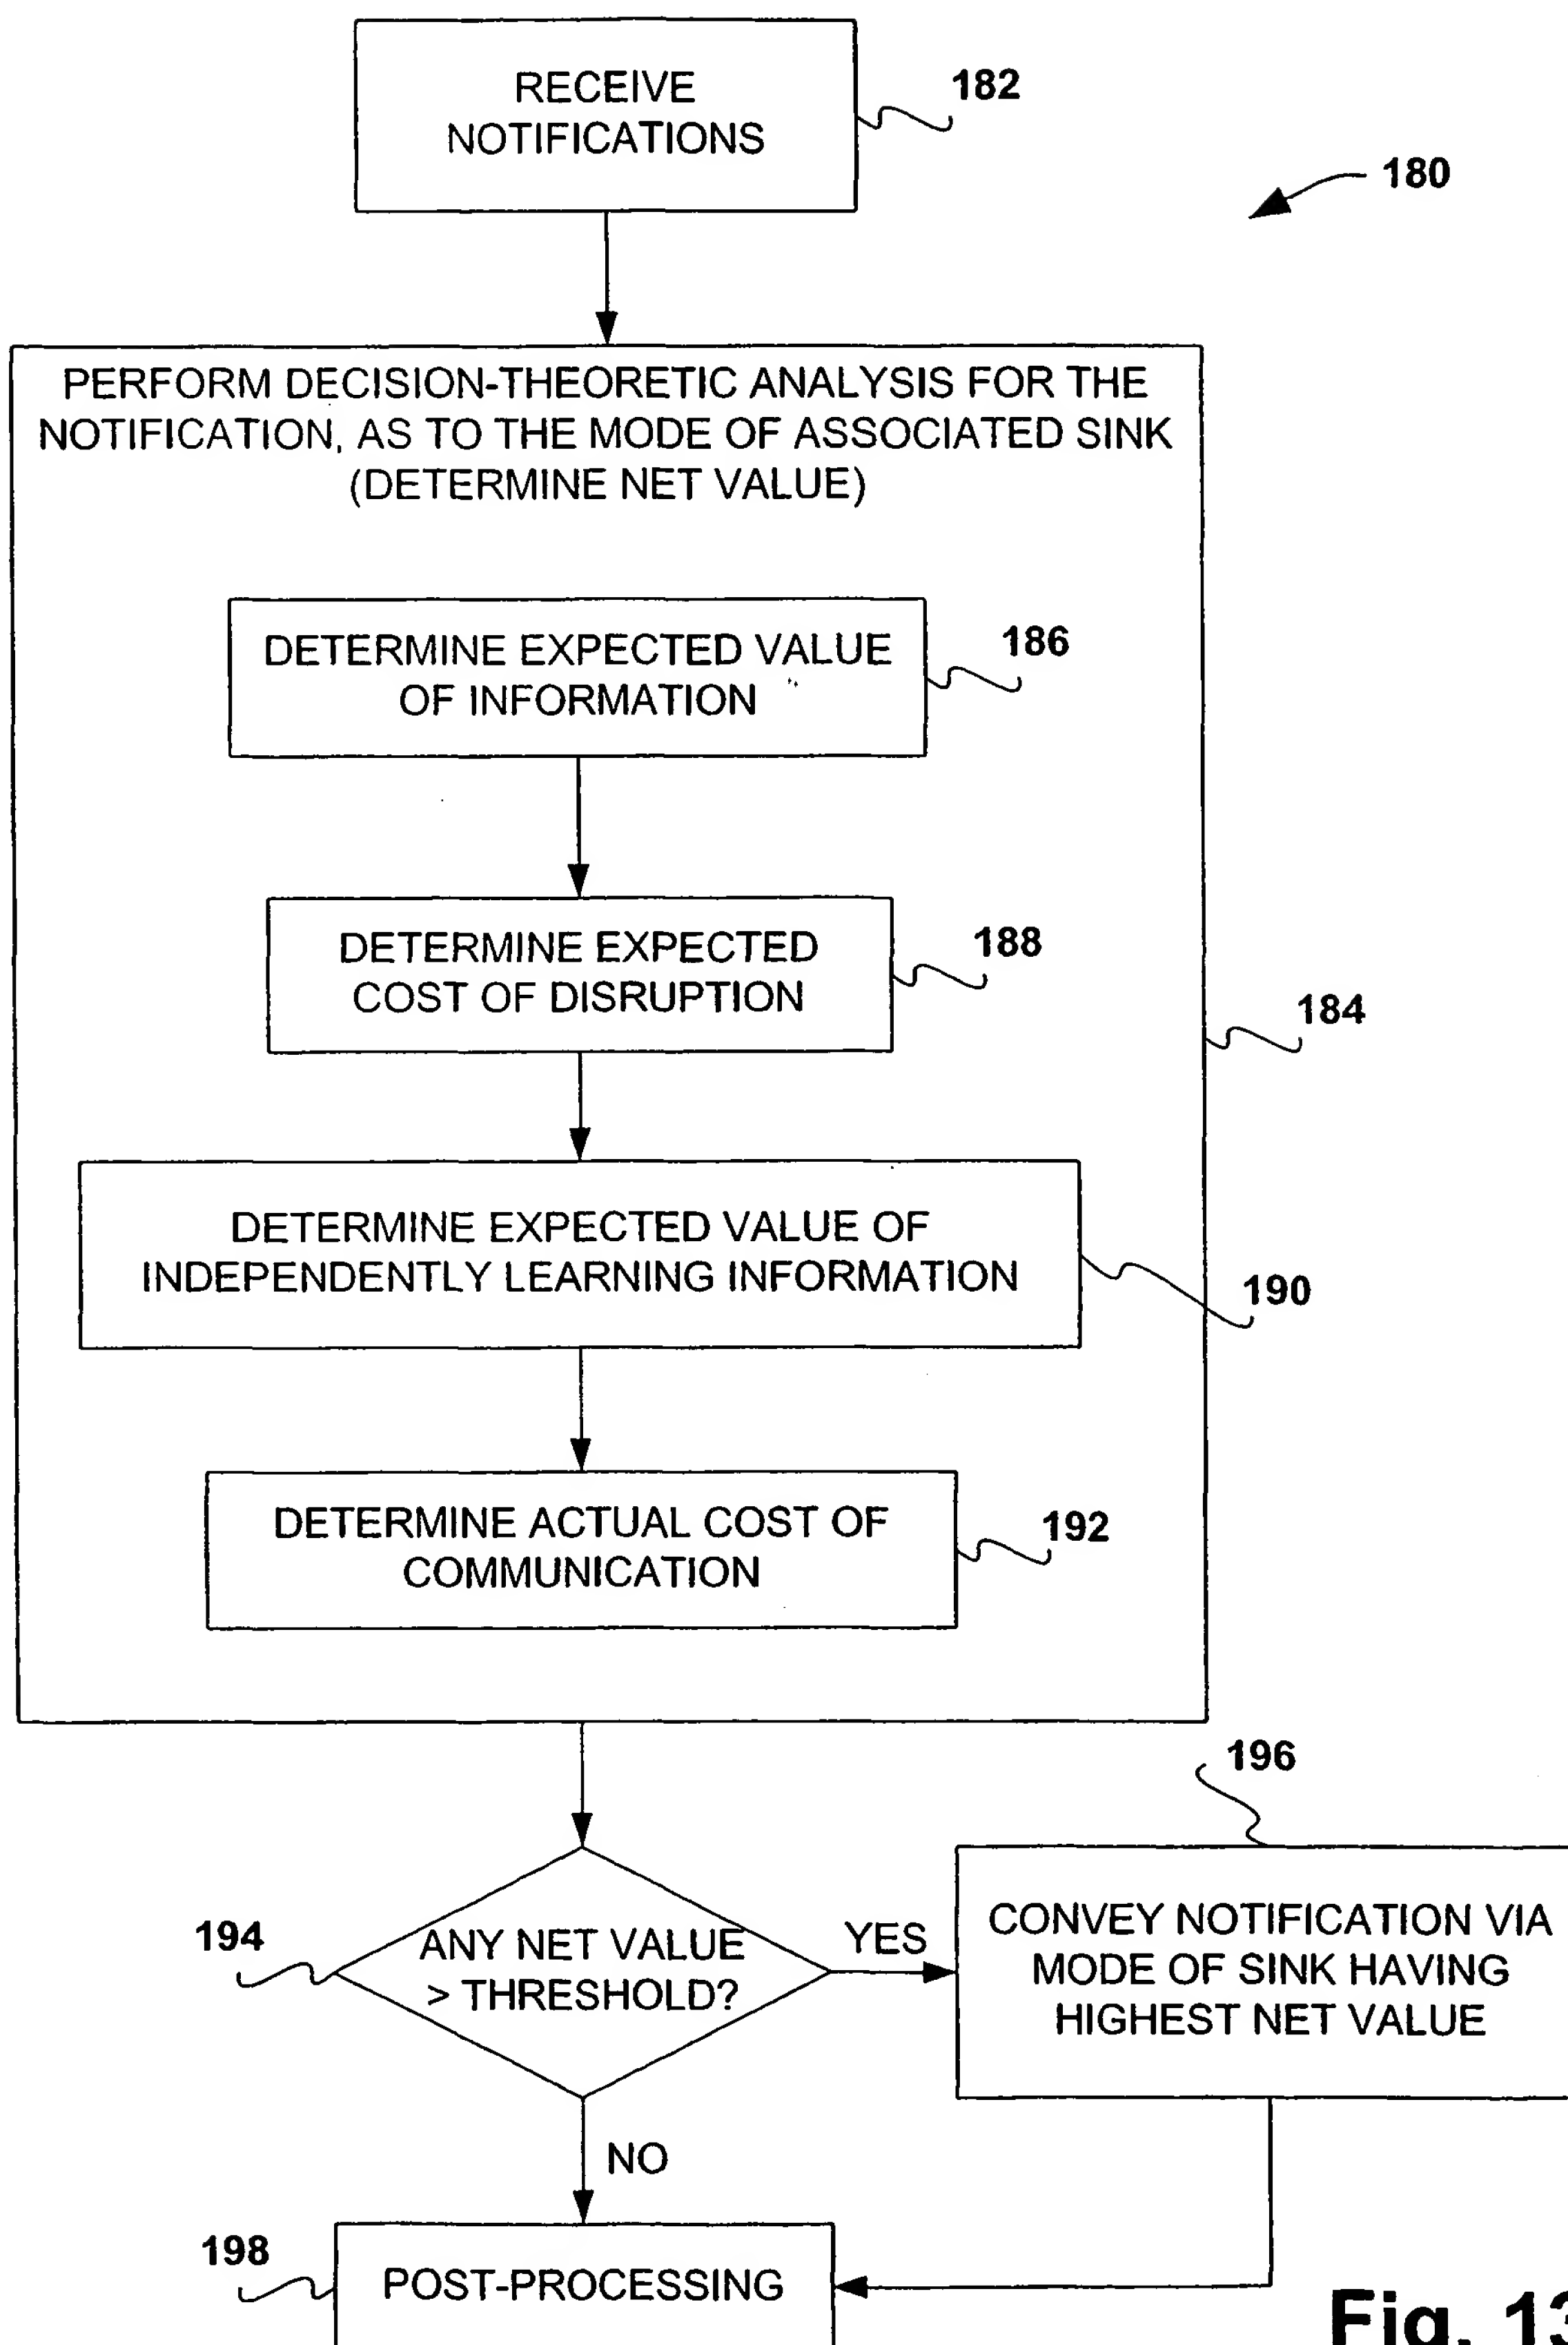 RECEIVE
NOTIFICATIONS
182
180
PERFORM DECISION-THEORETIC ANALYSIS FOR THE
NOTIFICATION, AS TO THE MODE OF ASSOCIATED SINK
(DETERMINE NET VALUE)
DETERMINE EXPECTED VALUE
OF INFORMATION
186
DETERMINE EXPECTED
COST OF DISRUPTION
188
184
DETERMINE EXPECTED VALUE OF
INDEPENDENTLY LEARNING INFORMATION
190
DETERMINE ACTUAL COST OF
COMMUNICATION
192
196
194
ANY NET VALUE
> THRESHOLD?
YES
CONVEY NOTIFICATION VIA
MODE OF SINK HAVING
HIGHEST NET VALUE
NO
198
POST-PROCESSING
Fig. 13